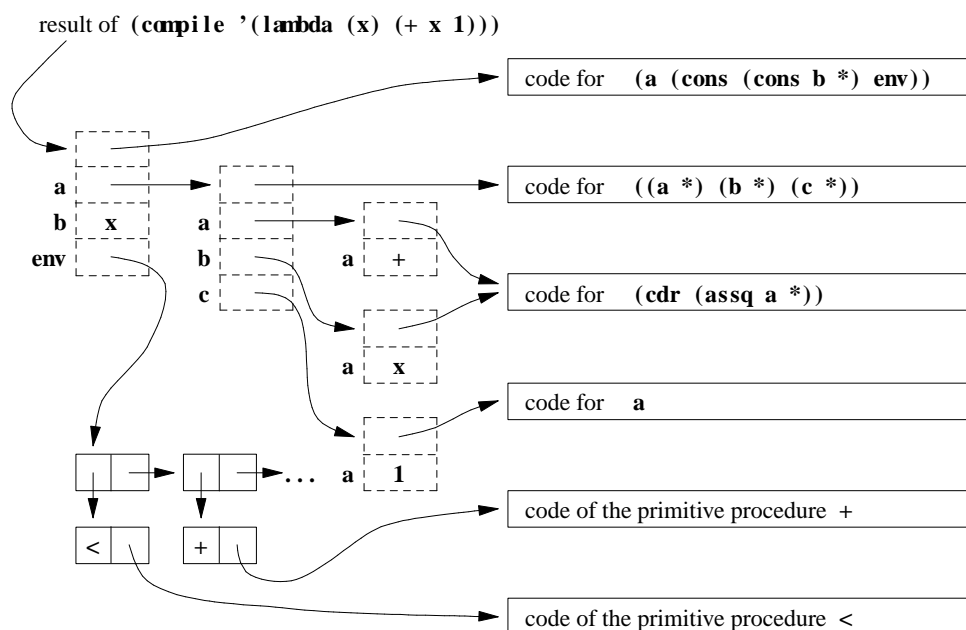 result of (compile ’(lambda (x) (+ x 1)))
code for (a (cons (cons b *) env))
a
code for ((a *) (b *) (c *))
b x a
env b a +
c
code for (cdr (assq a *))
a x
code for a
... a 1
code of the primitive procedure +
< +
code of the primitive procedure <